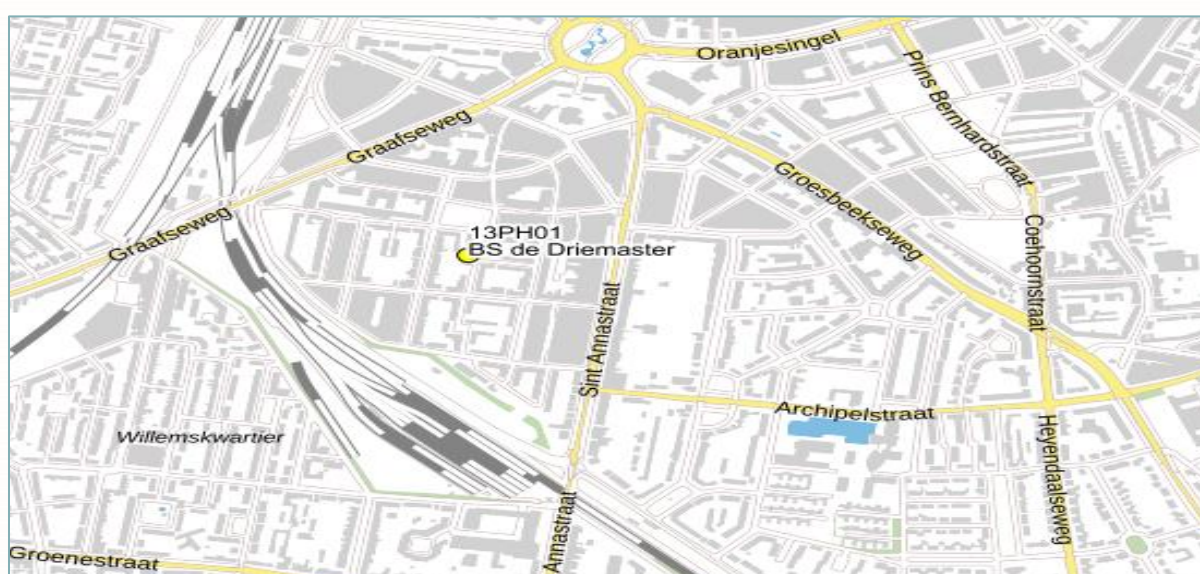 Oranjesingel
Prins Bernhardstraat
Graafseweg
Groesbeekseweg
Graafseweg
13PH01
BS de Driemaster
Coehoornstraat
Sint Annastraat
Archipelstraat
Willemskwartier
Heyendaalseweg
Annastraat
Groenestraat